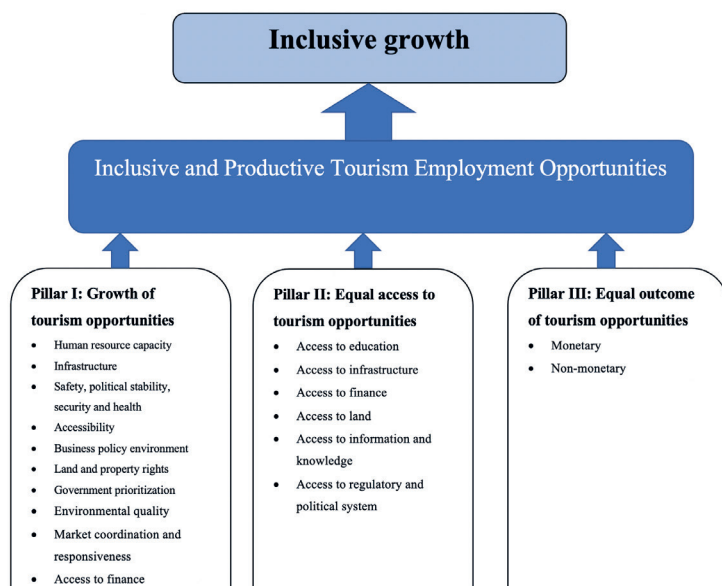 Inclusive growth
Inclusive and Productive Tourism Employment Opportunities
Pillar I: Growth of
tourism opportunities
• Human resource capacity
• Infrastructure
• Safety, political stability,
security and health
• Accessibility
• Business policy environment
• Land and property rights
• Government prioritization
• Environmental quality
• Market coordination and
responsiveness
• Access to finance
Pillar II: Equal access to
tourism opportunities
• Access to education
• Access to infrastructure
• Access to finance
• Access to land
• Access to information and
knowledge
• Access to regulatory and
political system
Pillar III: Equal outcome
of tourism opportunities
• Monetary
• Non-monetary